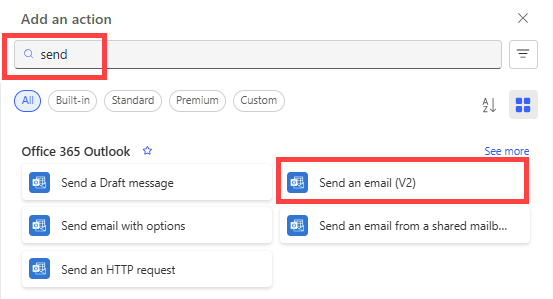 Add an action
send
All Built-in Standard Premium Custom
A
Z
Office 365 Outlook See more
Send a Draft message Send an email (V2)
Send email with options Send an email from a shared mailb...
Send an HTTP request